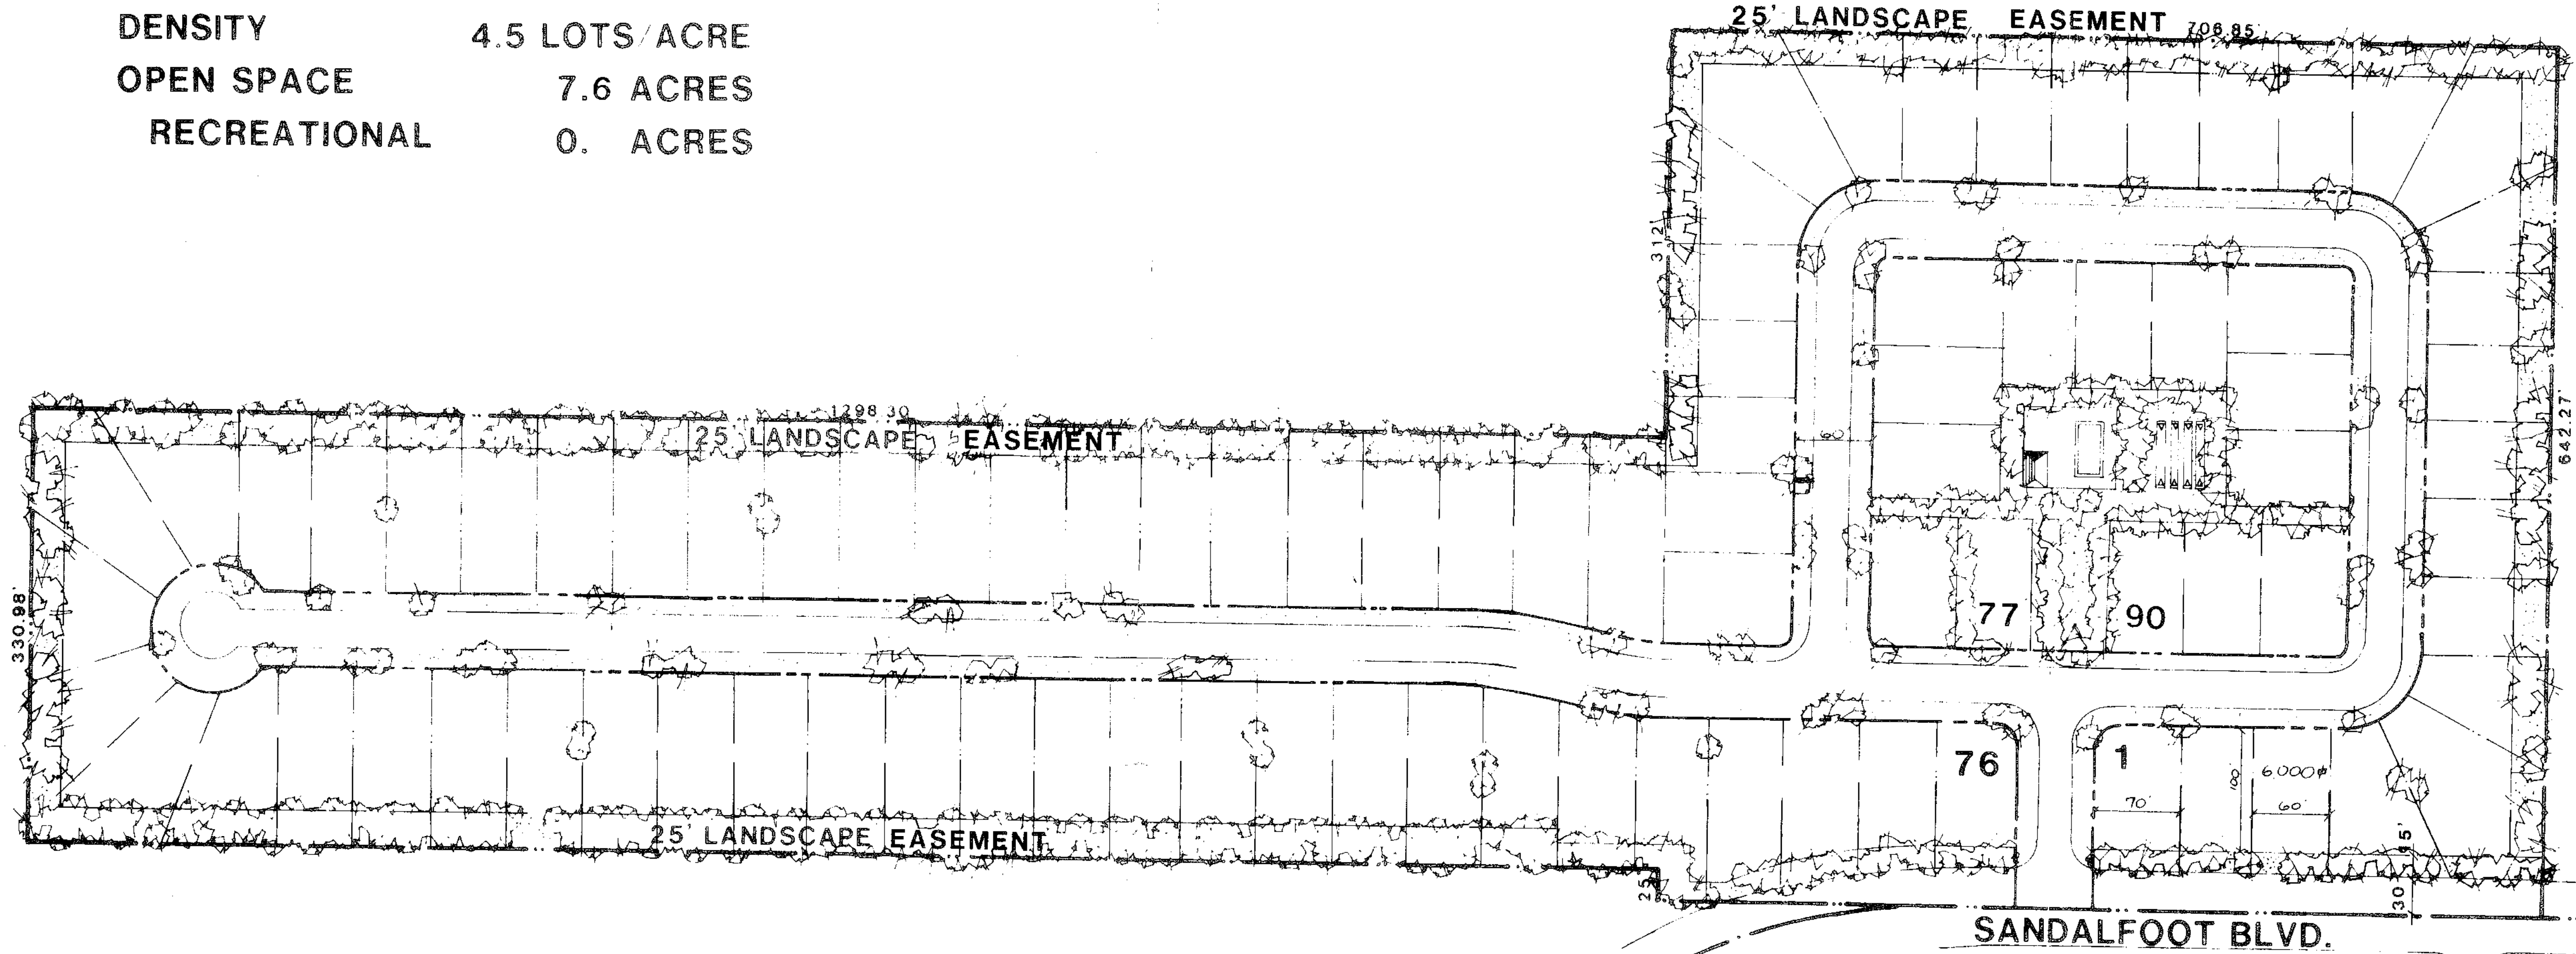 DENSITY 4.5 LOTS/ACRE
OPEN SPACE 7.6 ACRES
RECREATIONAL 0. ACRES
25' LANDSCAPE EASEMENT 706.85'
312'
1298.30
25' LANDSCAPE EASEMENT
60'
642.27'
330.98'
77 90
76 1
100
6,000
70' 60'
25' LANDSCAPE EASEMENT
25'
SANDALFOOT BLVD.